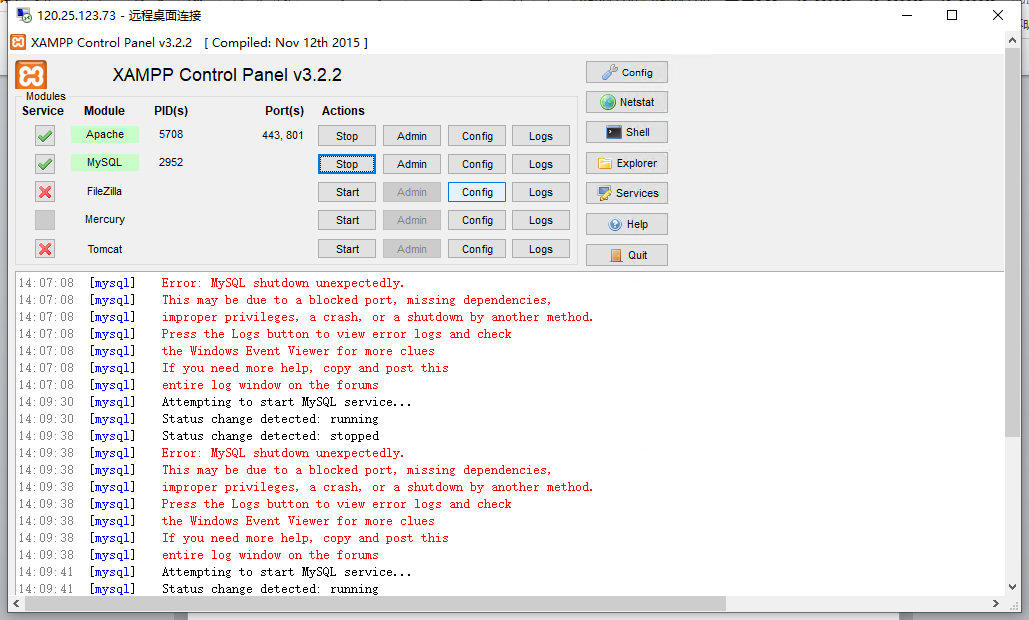 120.25.123.73 - 远程桌面连接
XAMPP Control Panel v3.2.2 [ Compiled: Nov 12th 2015 ]
XAMPP Control Panel v3.2.2
Modules
Service Module PID(s) Port(s) Actions
Apache 5708 443, 801 Stop Admin Config Logs
MySQL 2952 Stop Admin Config Logs
FileZilla Start Admin Config Logs
Mercury Start Admin Config Logs
Tomcat Start Admin Config Logs
Config
Netstat
Shell
Explorer
Services
Help
Quit
14:07:08 [mysql] Error: MySQL shutdown unexpectedly.
14:07:08 [mysql] This may be due to a blocked port, missing dependencies,
14:07:08 [mysql] improper privileges, a crash, or a shutdown by another method.
14:07:08 [mysql] Press the Logs button to view error logs and check
14:07:08 [mysql] the Windows Event Viewer for more clues
14:07:08 [mysql] If you need more help, copy and post this
14:07:08 [mysql] entire log window on the forums
14:09:30 [mysql] Attempting to start MySQL service...
14:09:30 [mysql] Status change detected: running
14:09:38 [mysql] Status change detected: stopped
14:09:38 [mysql] Error: MySQL shutdown unexpectedly.
14:09:38 [mysql] This may be due to a blocked port, missing dependencies,
14:09:38 [mysql] improper privileges, a crash, or a shutdown by another method.
14:09:38 [mysql] Press the Logs button to view error logs and check
14:09:38 [mysql] the Windows Event Viewer for more clues
14:09:38 [mysql] If you need more help, copy and post this
14:09:38 [mysql] entire log window on the forums
14:09:41 [mysql] Attempting to start MySQL service...
14:09:41 [mysql] Status change detected: running